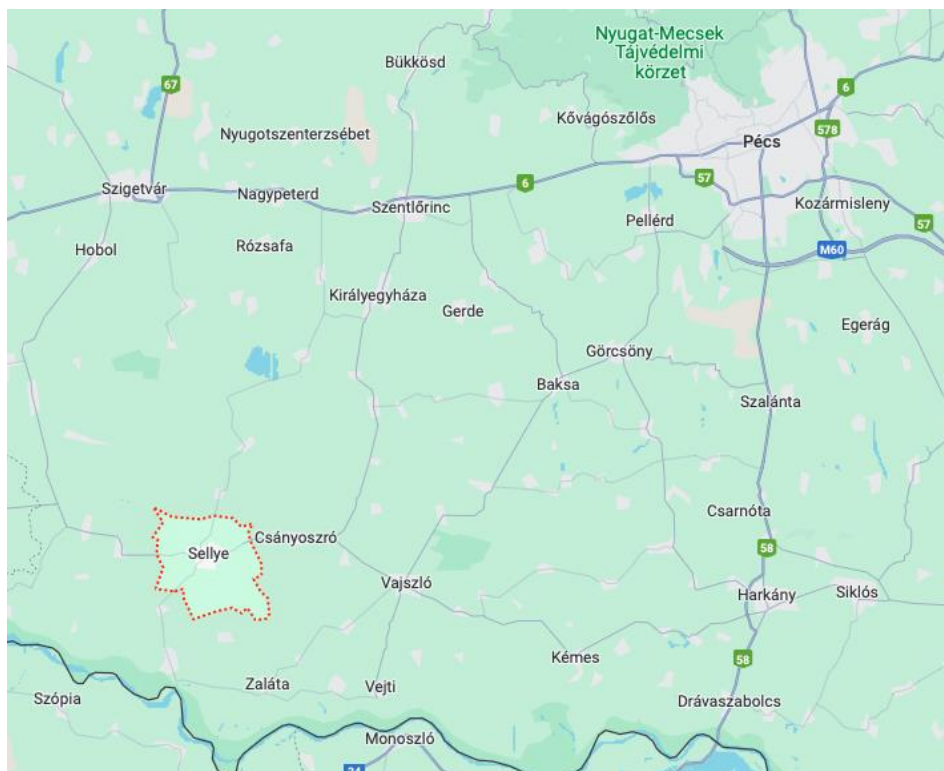 Nyugat-Mecsek
Tájvédelmi
körzet
Bükkösd
67
6
Kővágószőlős
Nyugotszenterzsébet
578
Pécs
Szigetvár
Nagypeterd
6
57
Szentlőrinc
Kozármisleny
Pellérd
57
Hobol
Rózsafa
M60
Királyegyháza
Gerde
Egerág
Görcsöny
Baksa
Szalánta
Csarnóta
Csányoszró
Sellye
58
Vajszló
Harkány
Siklós
Kémes
58
Zaláta
Vejti
Szópia
Drávaszabolcs
Monoszló
34